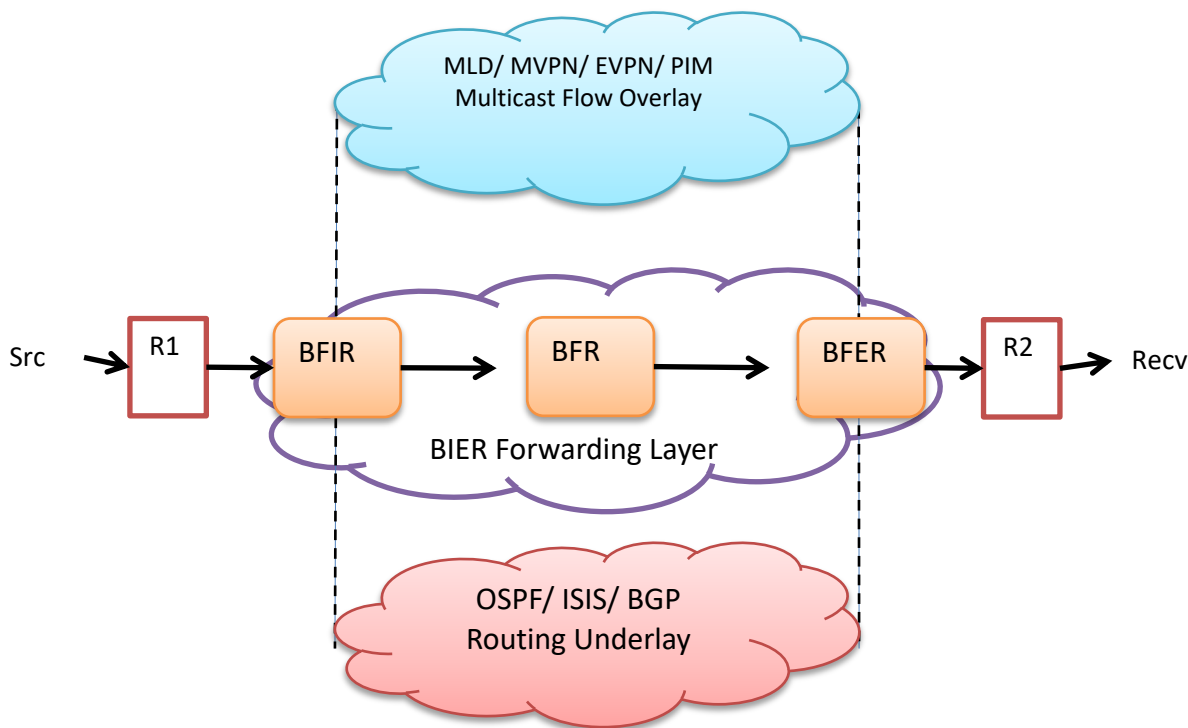 MLD/ MVPN/ EVPN/ PIM
Multicast Flow Overlay
Src
R1
BFIR
BFR
BFER
R2
Recv
BIER Forwarding Layer
OSPF/ ISIS/ BGP
Routing Underlay